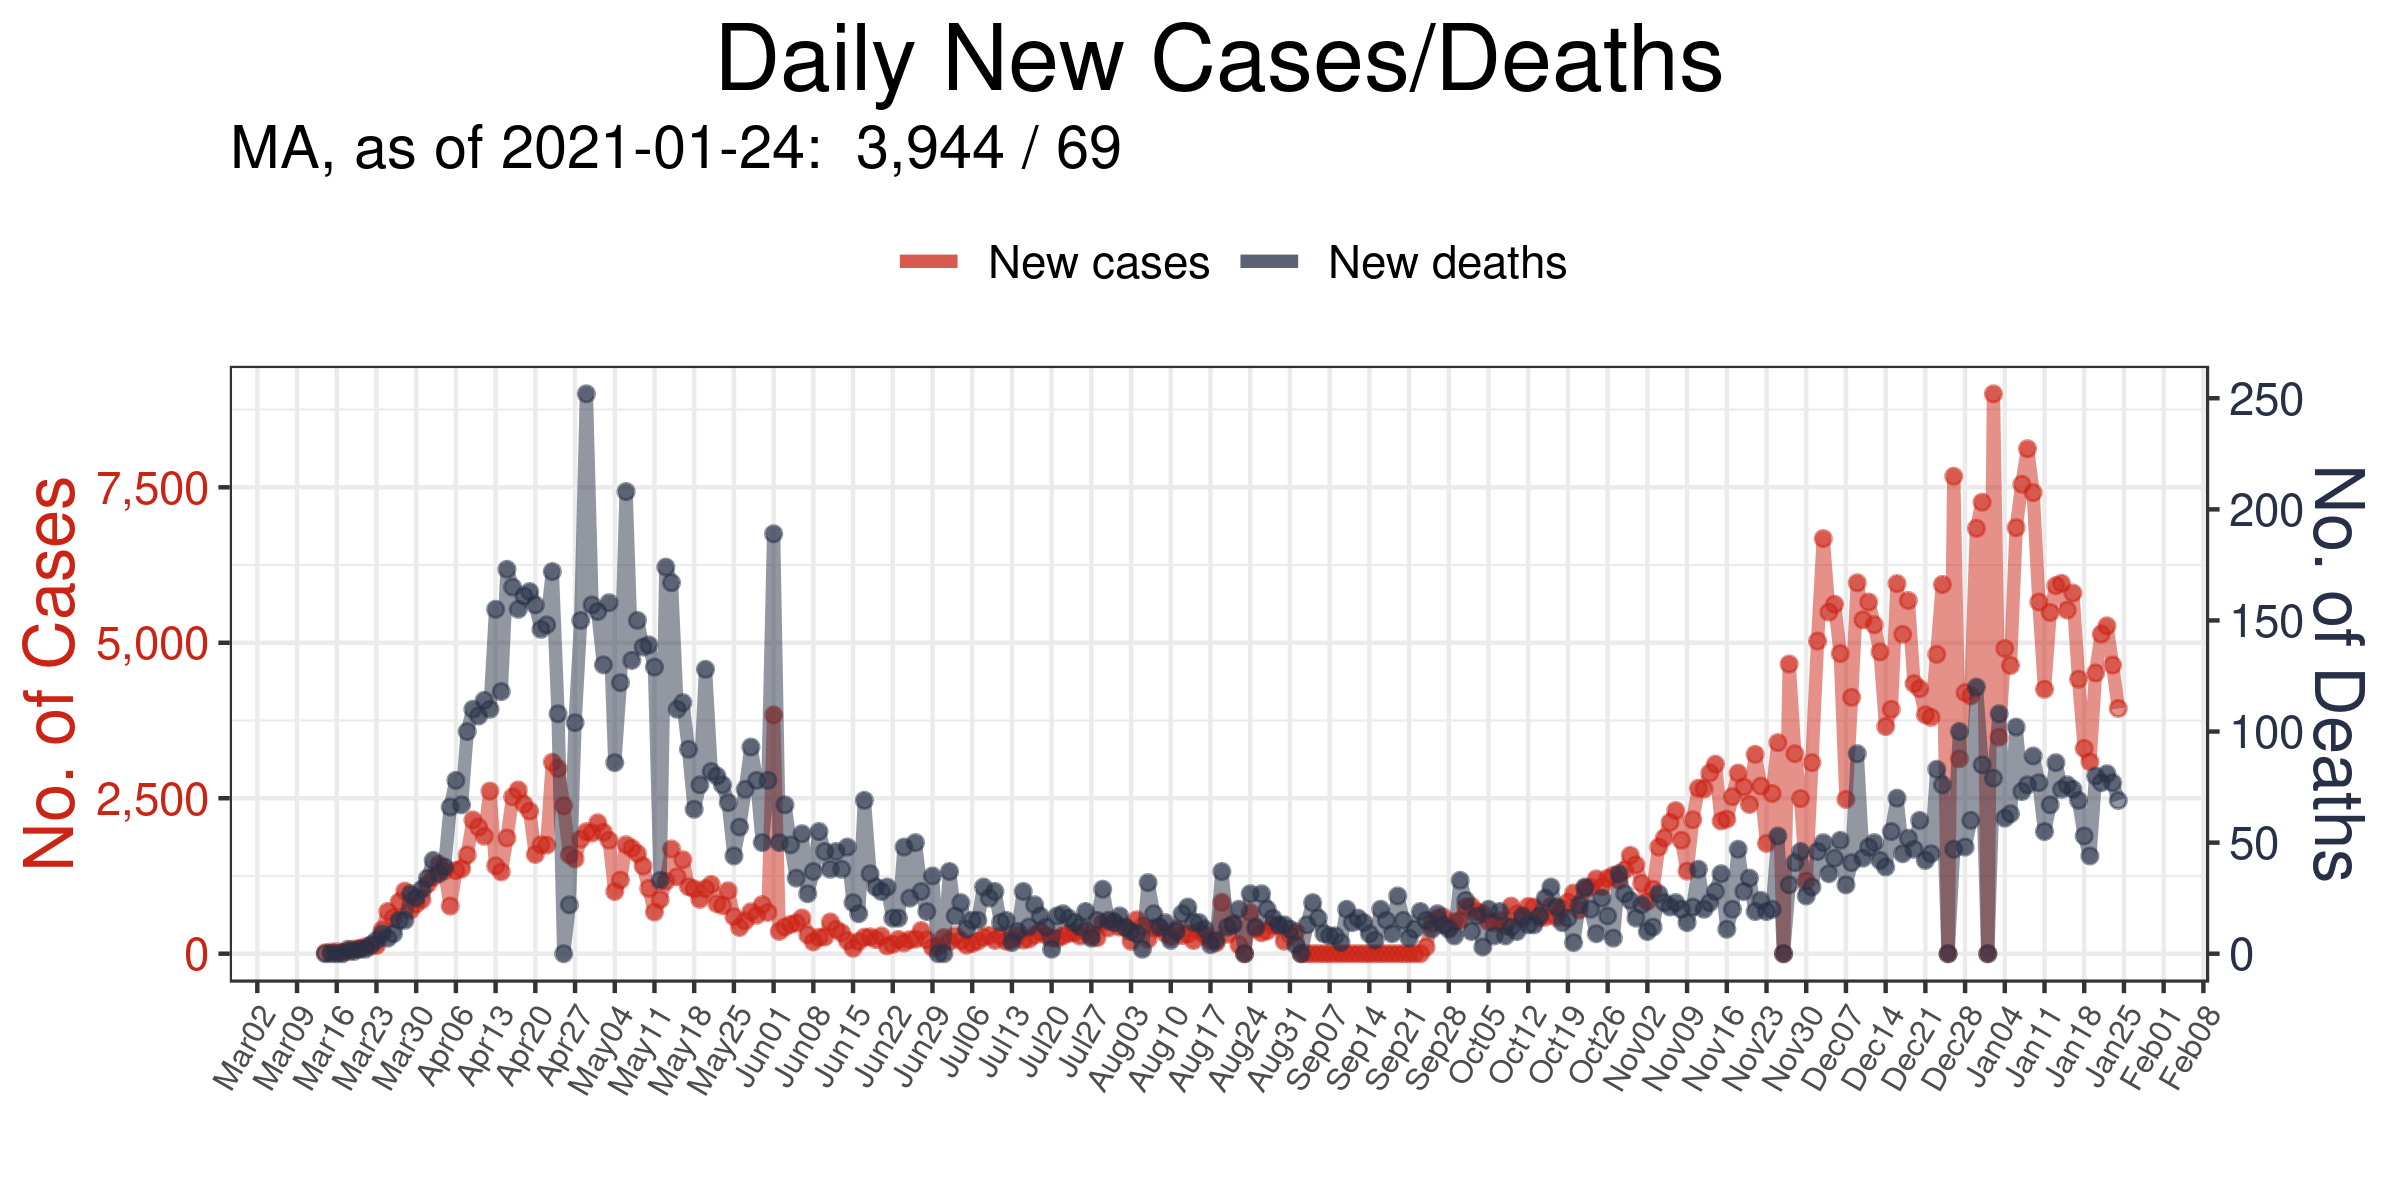 Daily New Cases/Deaths
MA, as of 2021-01-24:  3,944 / 69
New cases
New deaths
No. of Cases
7,500
5,000
2,500
0
250
200
150
100
50
0
No. of Deaths
Mar02
Mar09
Mar16
Mar23
Mar30
Apr06
Apr13
Apr20
Apr27
May04
May11
May18
May25
Jun01
Jun08
Jun15
Jun22
Jun29
Jul06
Jul13
Jul20
Jul27
Aug03
Aug10
Aug17
Aug24
Aug31
Sep07
Sep14
Sep21
Sep28
Oct05
Oct12
Oct19
Oct26
Nov02
Nov09
Nov16
Nov23
Nov30
Dec07
Dec14
Dec21
Dec28
Jan04
Jan11
Jan18
Jan25
Feb01
Feb08